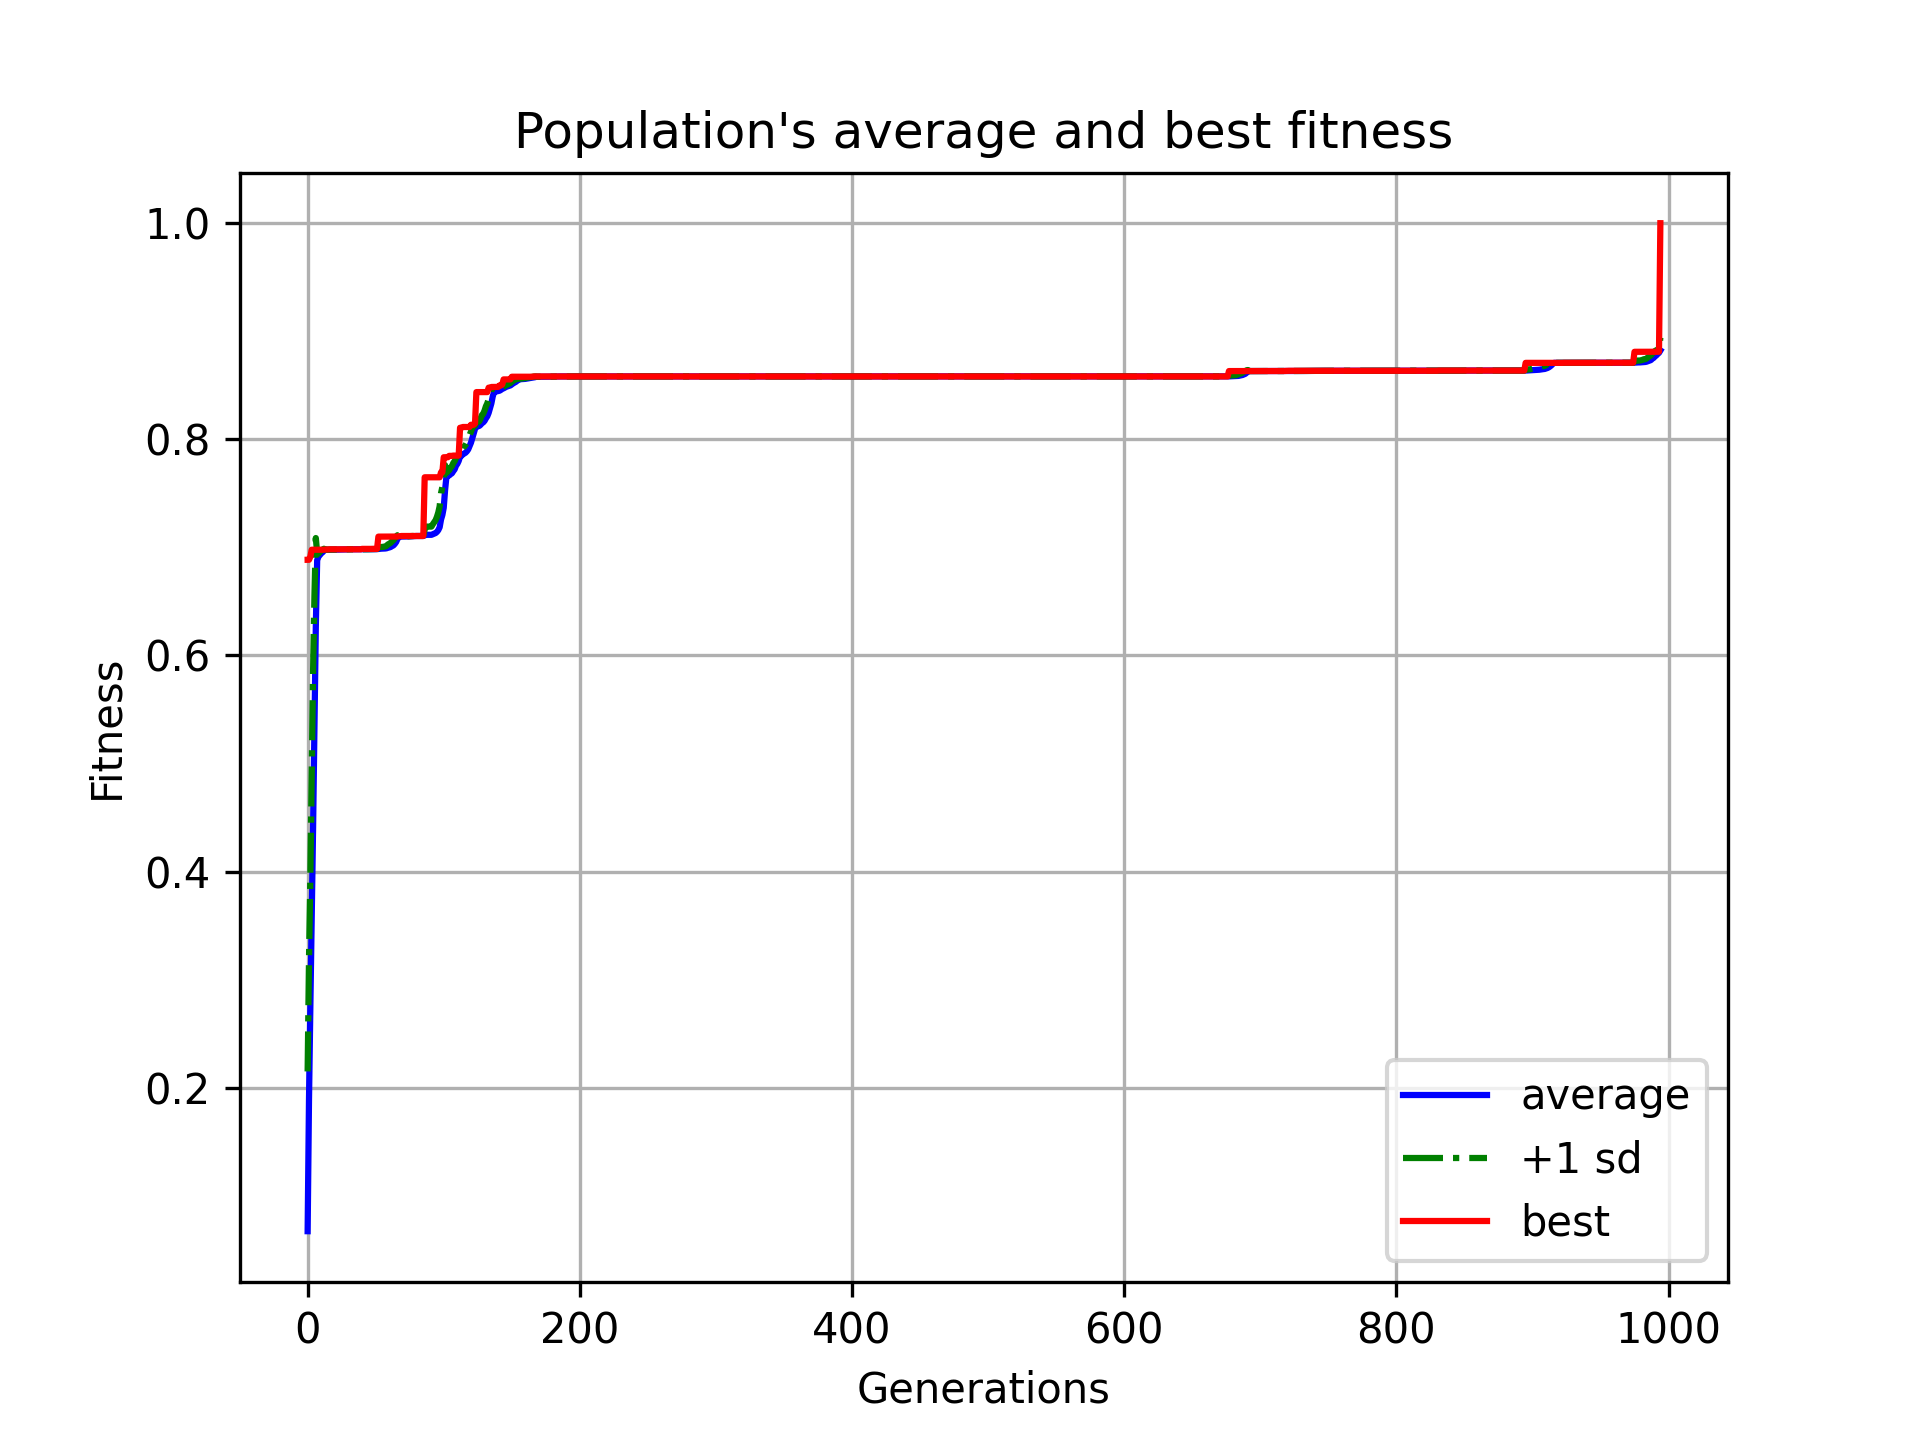 Population's average and best fitness
1.0
0.8
0.6
0.4
0.2
Fitness
average
+1 sd
best
0 200 400 600 800 1000
Generations